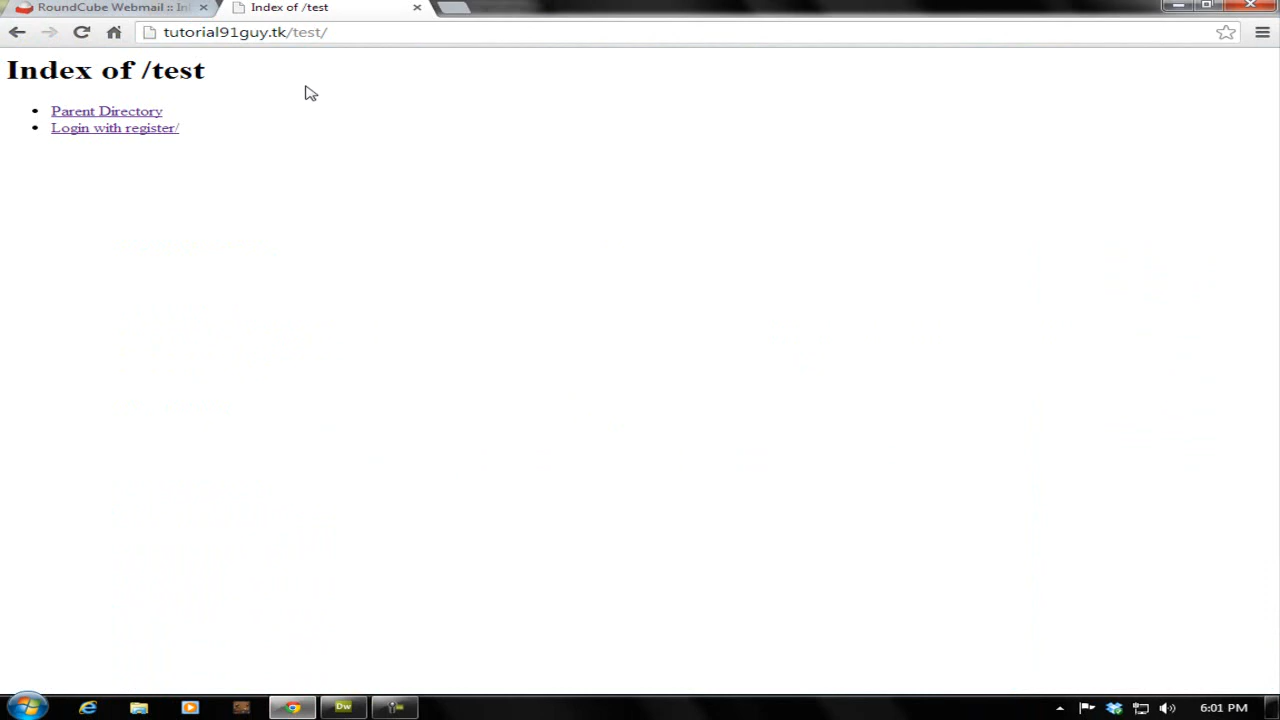 RoundCube Webmail :: In
Index of /test
tutorial91guy.tk/test/
Index of /test
Parent Directory
Login with register/
Dw
6:01 PM